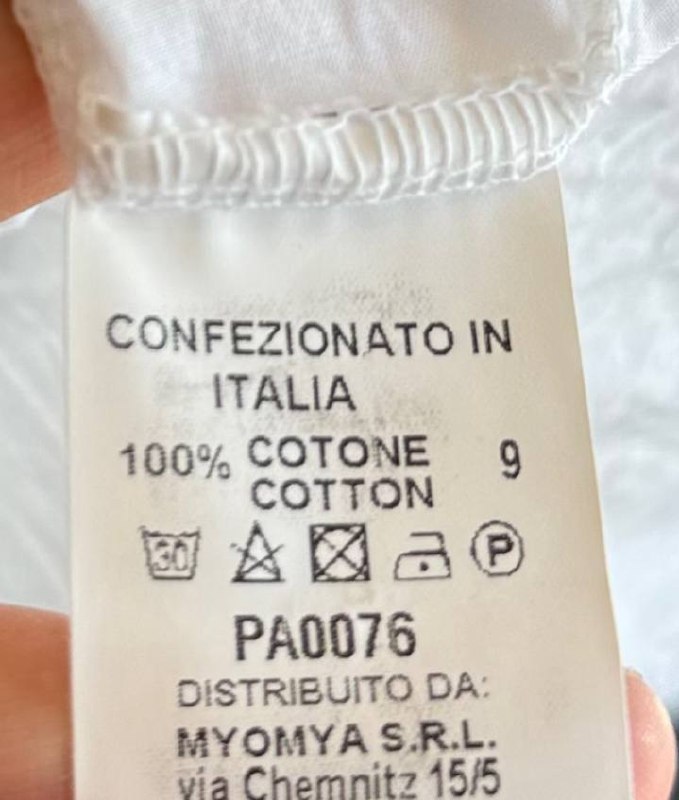 CONFEZIONATO IN
ITALIA
100% COTONE 9
COTTON
30 P
PA0076
DISTRIBUITO DA:
MYOMYA S.R.L.
via Chemnitz 15/5